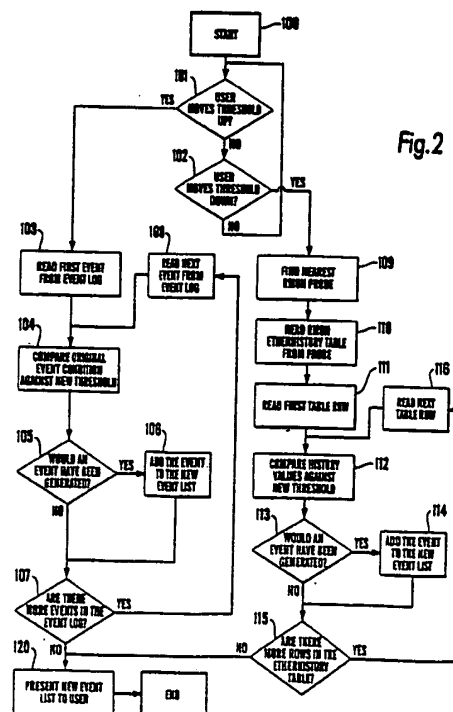 100
START
101
YES
USER
MOVES THRESHOLD
UP?
NO
Fig.2
102
USER
MOVES THRESHOLD
DOWN?
YES
NO
103
READ FIRST EVENT
FROM EVENT LOG
108
READ NEXT
EVENT FROM
EVENT LOG
109
FIND NEAREST
RMON PROBE
104
COMPARE ORIGINAL
EVENT CONDITION
AGAINST NEW THRESHOLD
110
READ RMON
ETHERHISTORY TABLE
FROM PROBE
111
READ FIRST TABLE ROW
116
READ NEXT
TABLE ROW
105
WOULD AN
EVENT HAVE BEEN
GENERATED?
YES
NO
106
ADD THE EVENT
TO THE NEW
EVENT LIST
112
COMPARE HISTORY
VALUES AGAINST
NEW THRESHOLD
113
WOULD AN
EVENT HAVE BEEN
GENERATED?
YES
NO
114
ADD THE EVENT
TO THE NEW
EVENT LIST
107
ARE THERE
MORE EVENTS IN THE
EVENT LOG?
YES
NO
115
ARE THERE
MORE ROWS IN THE
ETHERHISTORY
TABLE?
NO
YES
120
PRESENT NEW EVENT
LIST TO USER
END